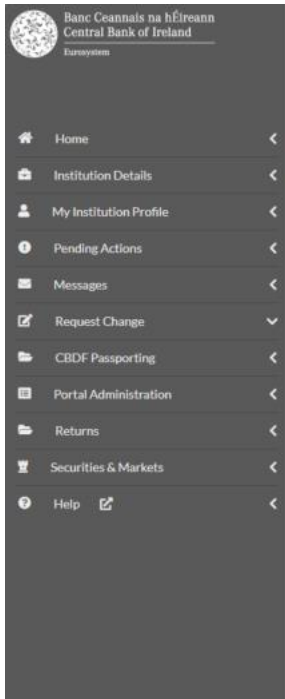 Banc Ceannais na hÉireann
Central Bank of Ireland
Eurosystem
Home
Institution Details
My Institution Profile
Pending Actions
Messages
Request Change
CBDF Passporting
Portal Administration
Returns
Securities & Markets
Help